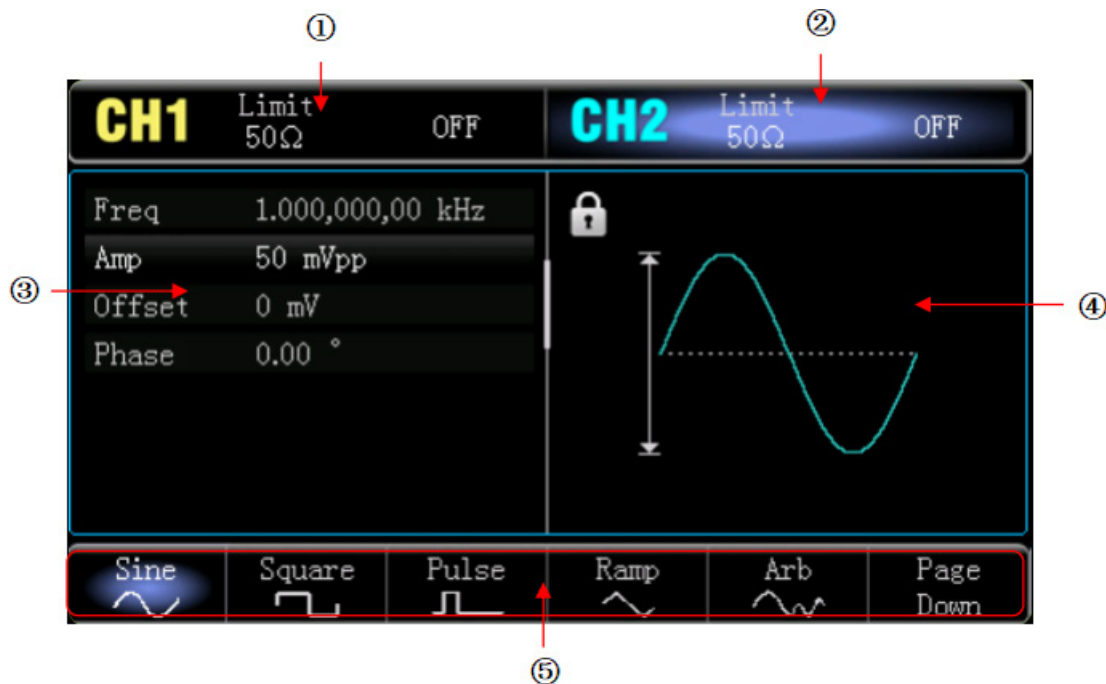 ① ②
CH1 Limit 50Ω OFF CH2 Limit 50Ω OFF
Freq 1.000,000,00 kHz
Amp 50 mVpp
③
Offset 0 mV
④
Phase 0.00 °
Sine Square Pulse Ramp Arb Page Down
⑤